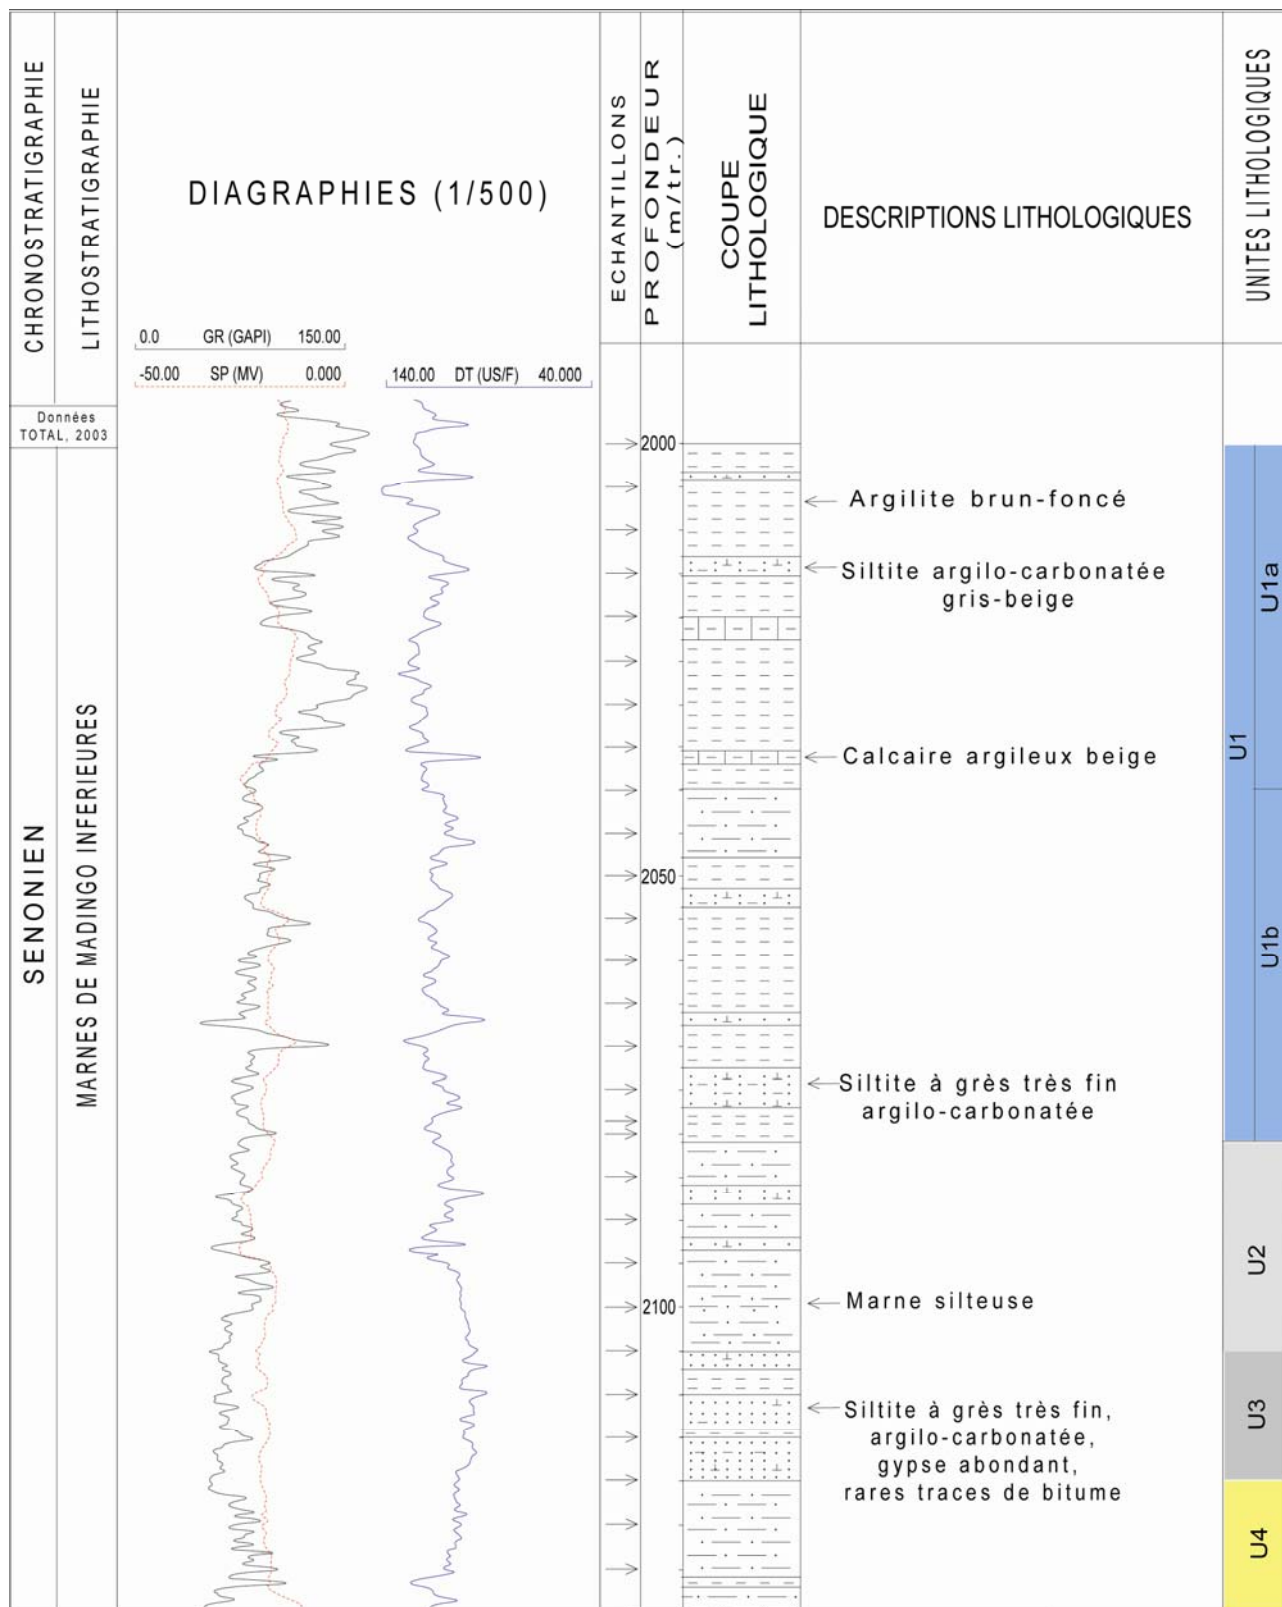 CHRONOSTRATIGRAPHIE
LITHOSTRATIGRAPHIE
DIAGRAPHIES (1/500)
ECHANTILLONS
PROFONDEUR
(m/tr.)
COUPE
LITHOLOGIQUE
DESCRIPTIONS LITHOLOGIQUES
UNITES LITHOLOGIQUES
0.0 GR (GAPI) 150.00
-50.00 SP (MV) 0.000
140.00 DT (US/F) 40.000
Données
TOTAL, 2003
SENONIEN
MARNES DE MADINGO INFERIEURES
2000
Argilite brun-foncé
Siltite argilo-carbonatée
gris-beige
U1a
Calcaire argileux beige
U1
2050
U1b
Siltite à grès très fin
argilo-carbonatée
U2
2100
Marne silteuse
Siltite à grès très fin,
argilo-carbonatée,
gypse abondant,
rares traces de bitume
U3
U4